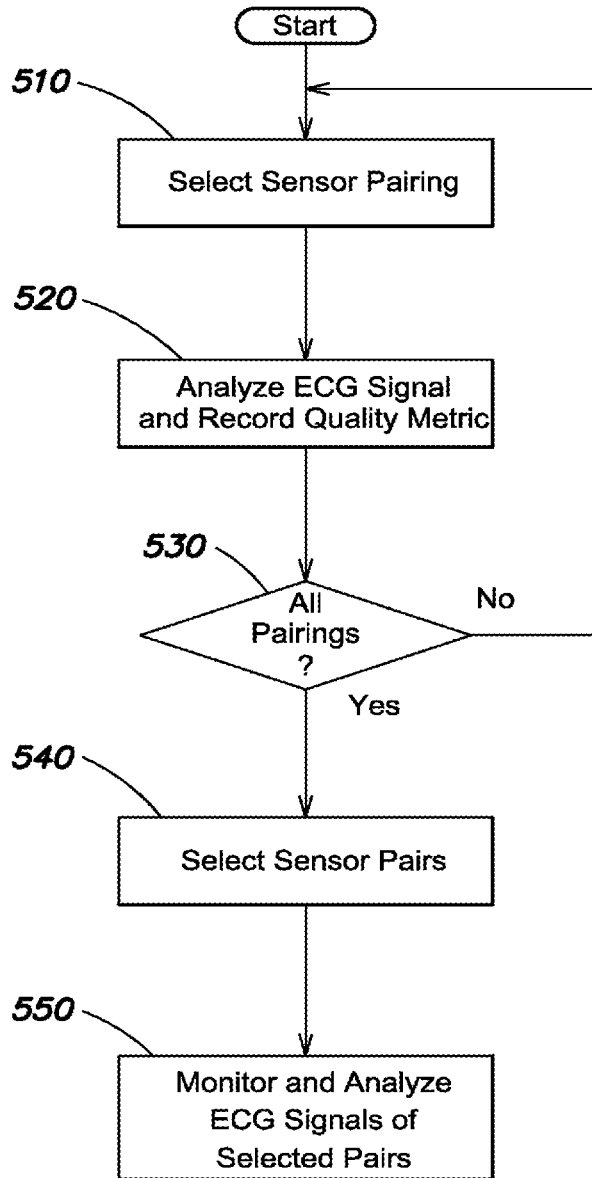 Start
510
Select Sensor Pairing
520
Analyze ECG Signal
and Record Quality Metric
530
All
Pairings
?
No
Yes
540
Select Sensor Pairs
550
Monitor and Analyze
ECG Signals of
Selected Pairs